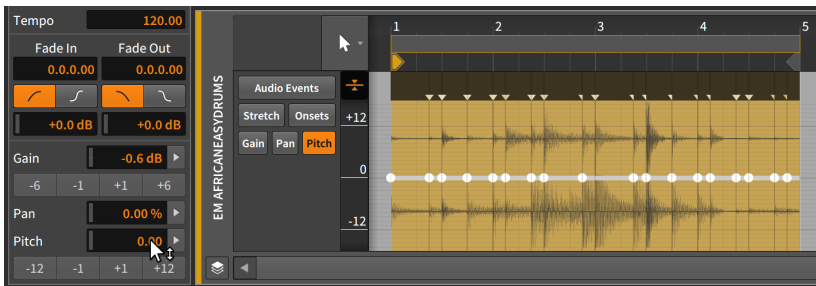 Tempo 120.00
Fade In Fade Out
0.0.0.00 0.0.0.00
+0.0 dB +0.0 dB
Gain -0.6 dB
-6 -1 +1 +6
Pan 0.00 %
Pitch 0.00
-12 -1 +1 +12
EM AFRICANEASYDRUMS
Audio Events
Stretch Onsets
Gain Pan Pitch
1 2 3 4 5
+12
0
-12